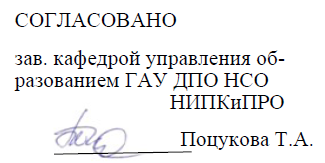 СОГЛАСОВАНО
зав. кафедрой управления об-
разованием ГАУ ДПО НСО
НИПКиПРО
Поцукова Т.А.